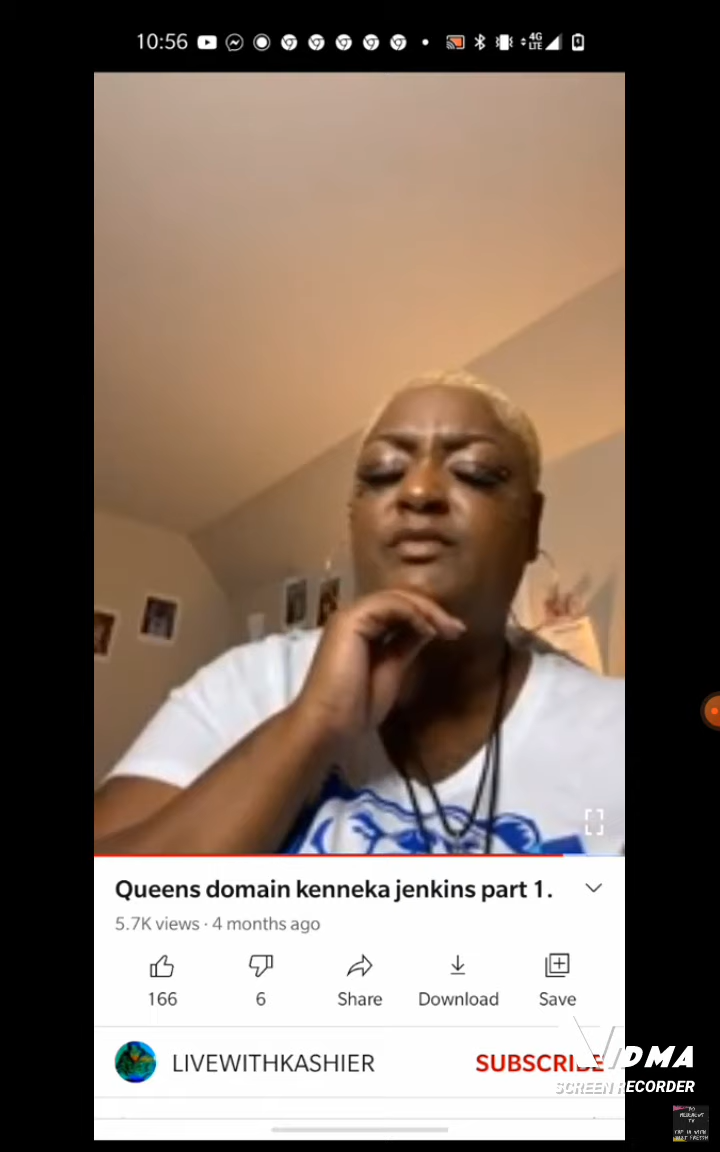 10:56
4G
LTE
Queens domain kenneka jenkins part 1.
5.7K views · 4 months ago
166
6
Share
Download
Save
LIVEWITHKASHIER
SUBSCRIBE
VIDMA
SCREEN RECORDER